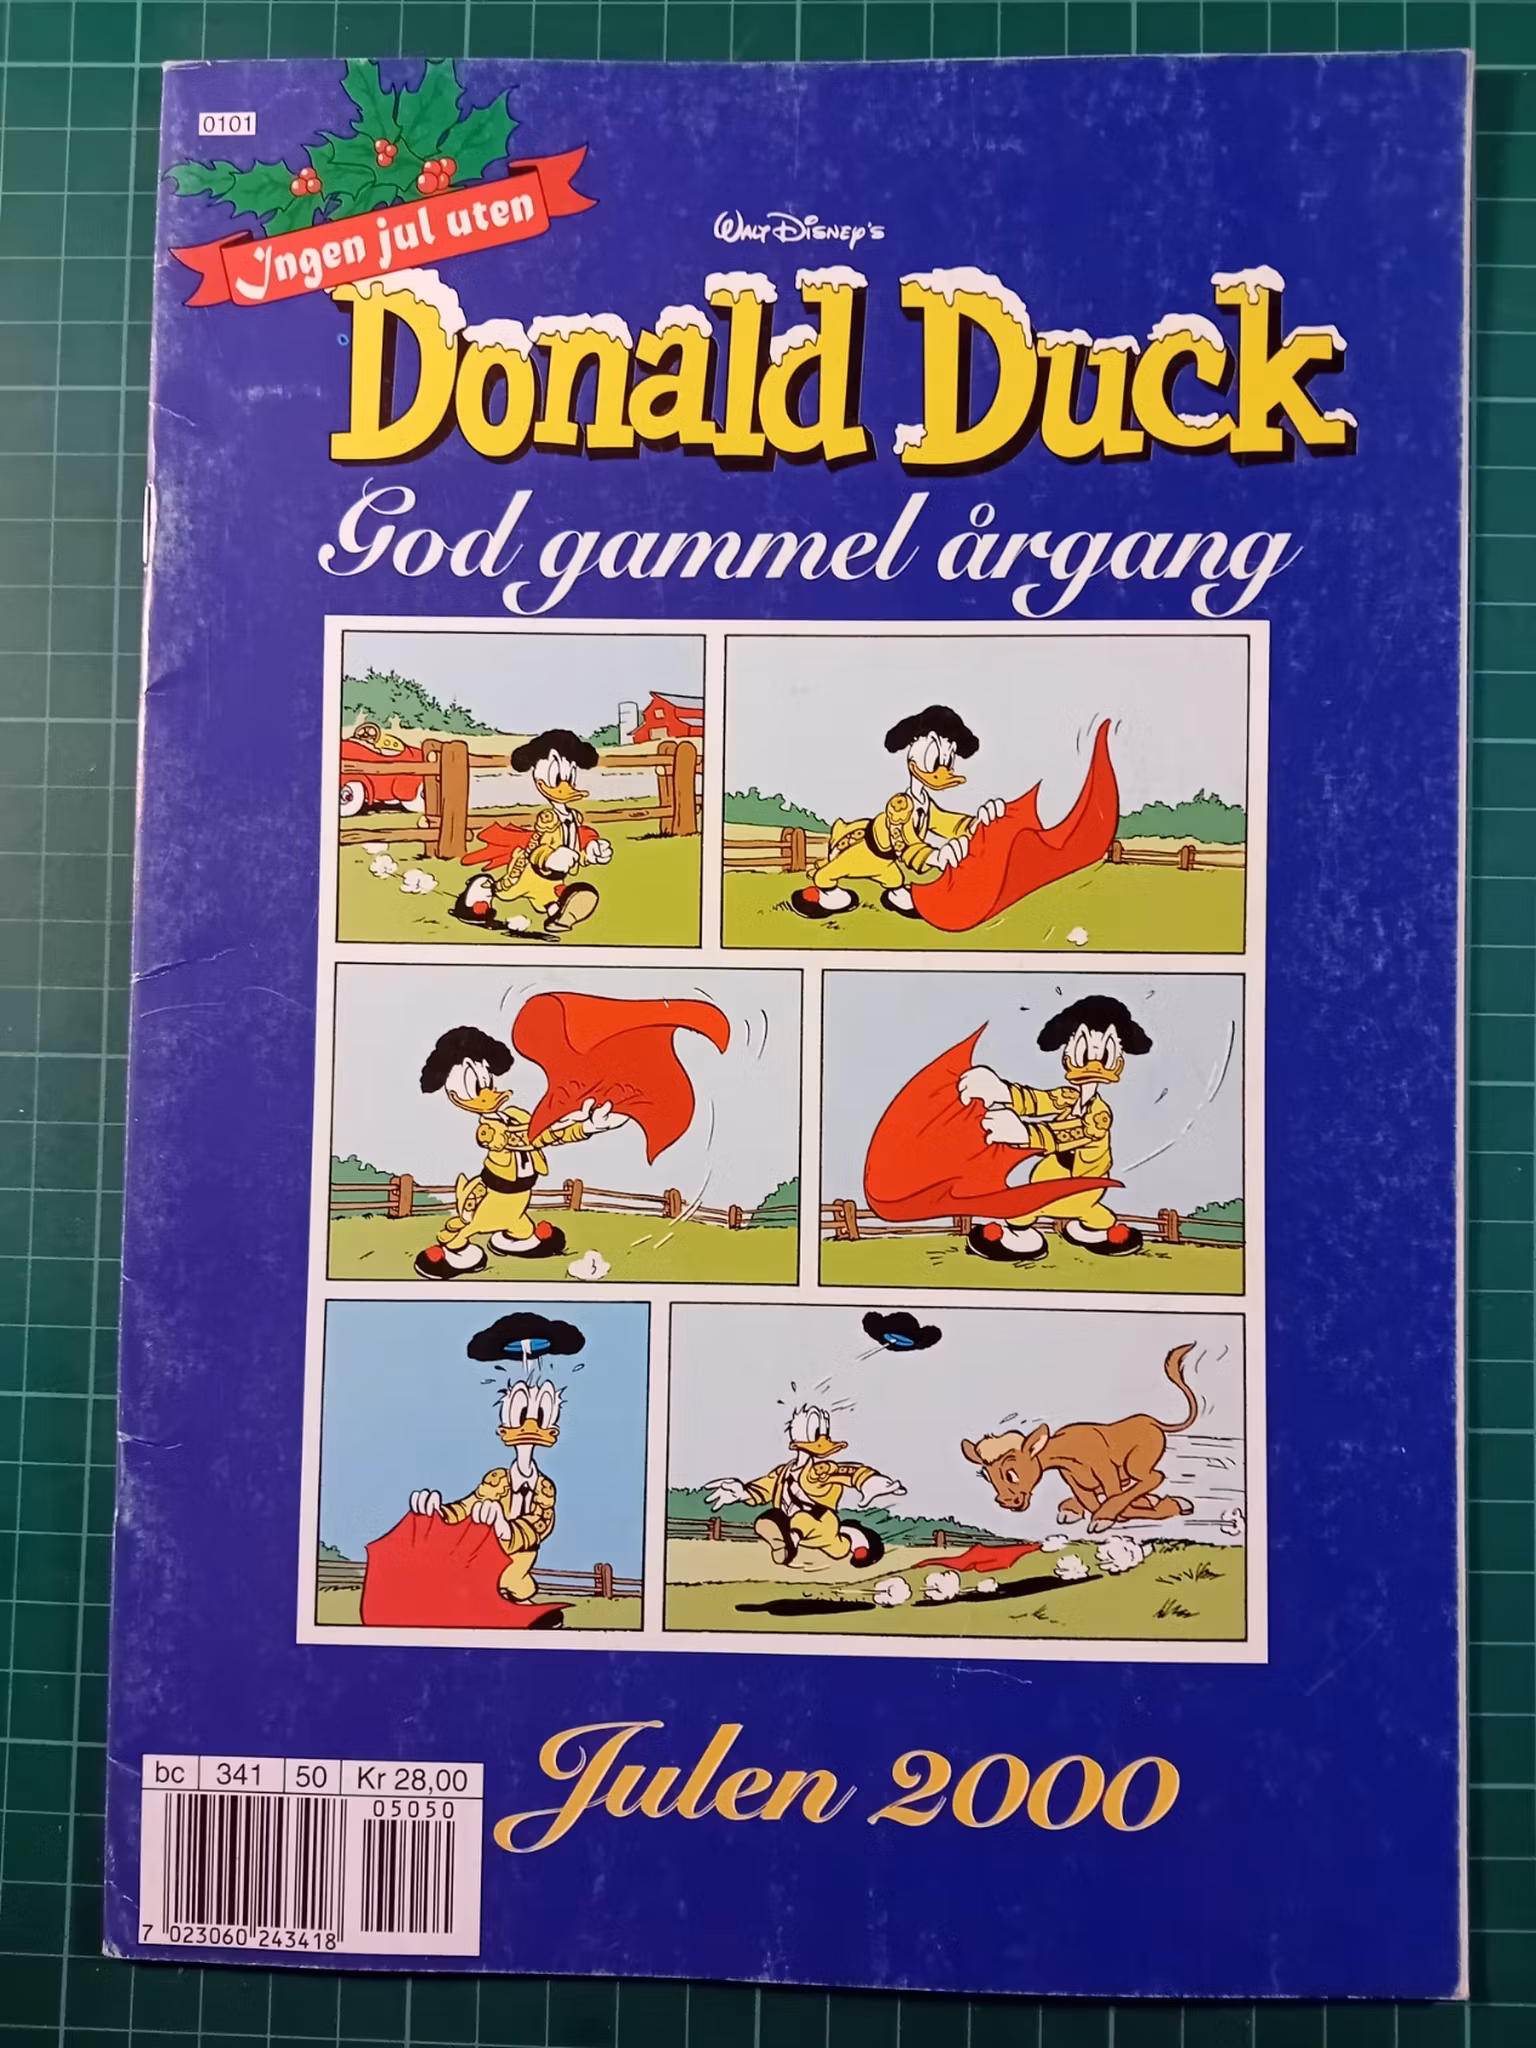 0101
Ingen jul uten
Walt Disney's
Donald Duck
God gammel årgang
Julen 2000
bc 341 50 Kr 28,00
05050
7 023060 243418